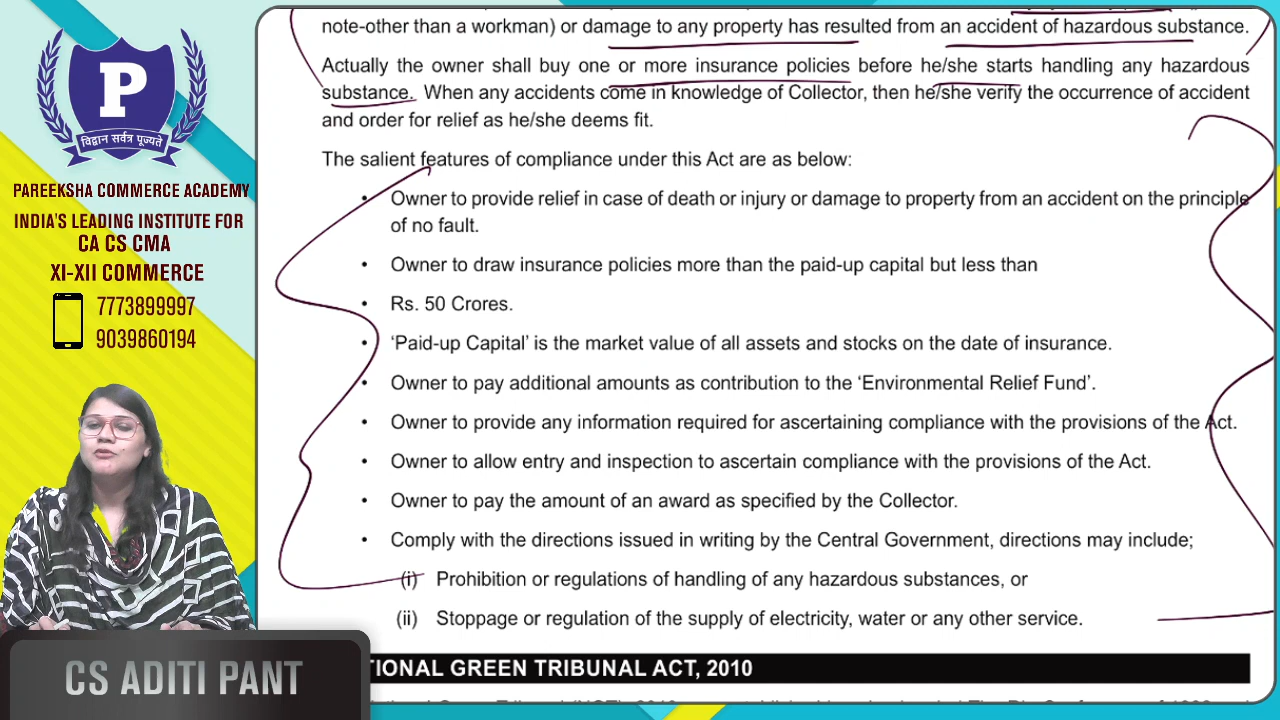 P
विद्वान सर्वत्र पूज्यते
PAREEKSHA COMMERCE ACADEMY
INDIA'S LEADING INSTITUTE FOR
CA CS CMA
XI-XII COMMERCE
7773899997
9039860194
CS ADITI PANT
note-other than a workman) or damage to any property has resulted from an accident of hazardous substance.
Actually the owner shall buy one or more insurance policies before he/she starts handling any hazardous
substance. When any accidents come in knowledge of Collector, then he/she verify the occurrence of accident
and order for relief as he/she deems fit.
The salient features of compliance under this Act are as below:
• Owner to provide relief in case of death or injury or damage to property from an accident on the principle
of no fault.
• Owner to draw insurance policies more than the paid-up capital but less than
• Rs. 50 Crores.
• ‘Paid-up Capital’ is the market value of all assets and stocks on the date of insurance.
• Owner to pay additional amounts as contribution to the ‘Environmental Relief Fund’.
• Owner to provide any information required for ascertaining compliance with the provisions of the Act.
• Owner to allow entry and inspection to ascertain compliance with the provisions of the Act.
• Owner to pay the amount of an award as specified by the Collector.
• Comply with the directions issued in writing by the Central Government, directions may include;
(i) Prohibition or regulations of handling of any hazardous substances, or
(ii) Stoppage or regulation of the supply of electricity, water or any other service.
TIONAL GREEN TRIBUNAL ACT, 2010